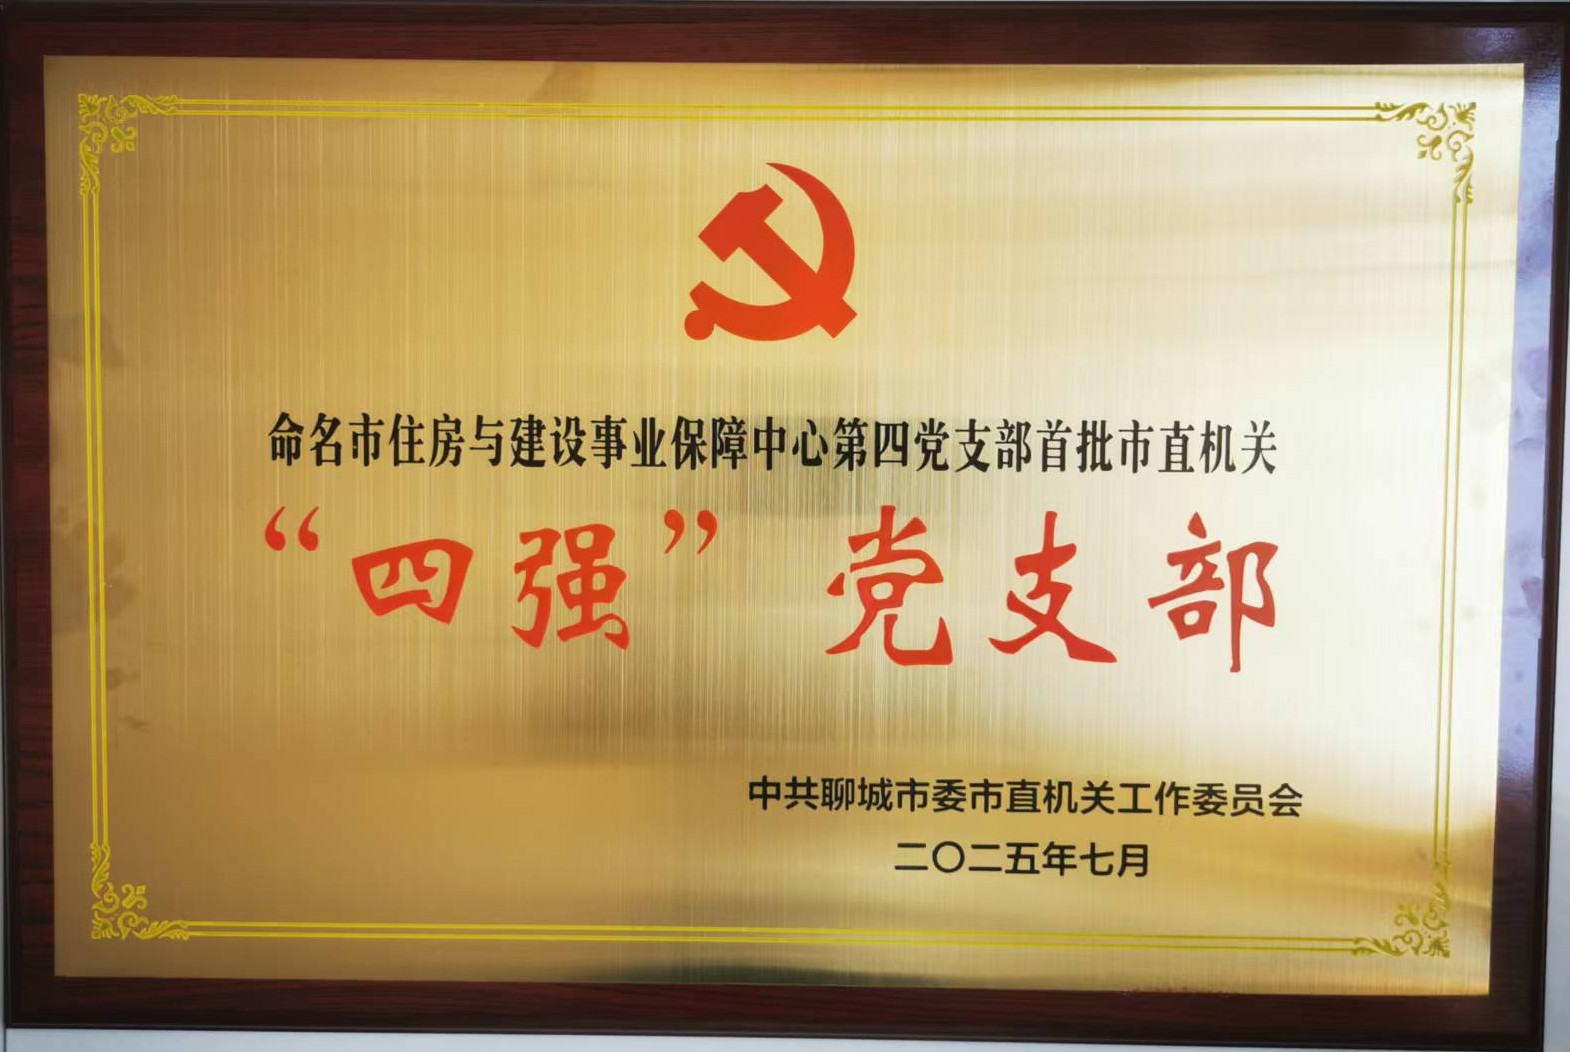 命名市住房与建设事业保障中心第四党支部首批市直机关
“四强”党支部
中共聊城市委市直机关工作委员会
二〇二五年七月